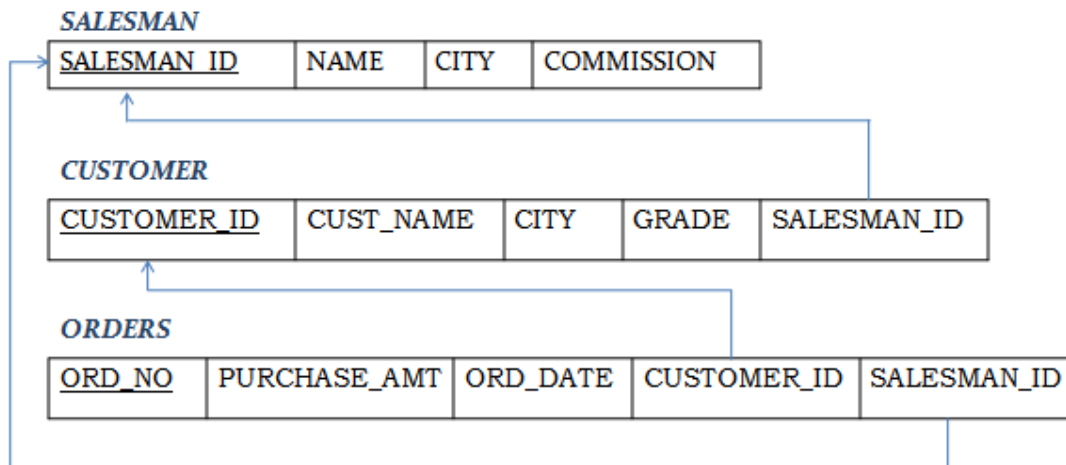 SALESMAN
SALESMAN_ID NAME CITY COMMISSION
CUSTOMER
CUSTOMER_ID CUST_NAME CITY GRADE SALESMAN_ID
ORDERS
ORD_NO PURCHASE_AMT ORD_DATE CUSTOMER_ID SALESMAN_ID